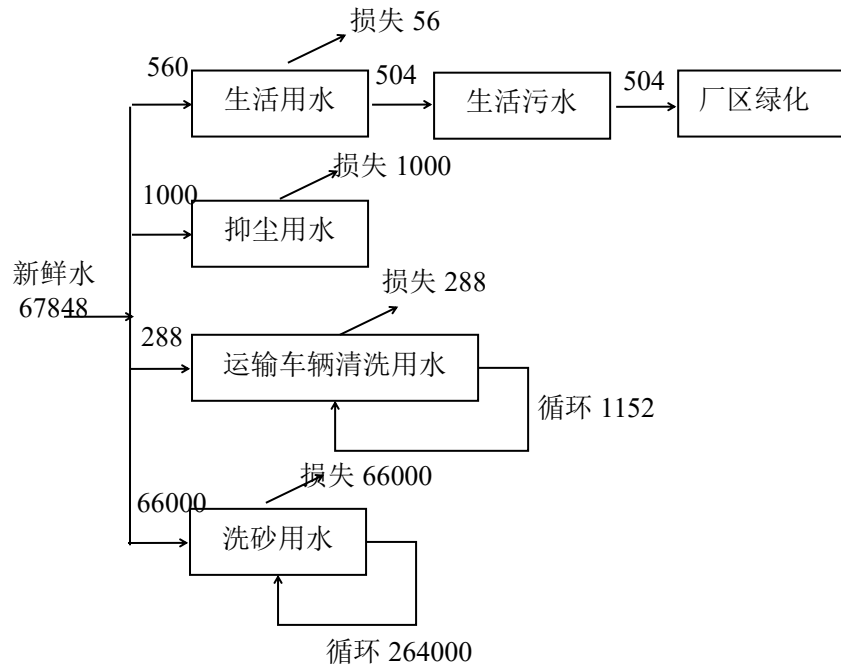 损失 56
560
生活用水
504
生活污水
504
厂区绿化
损失 1000
1000
抑尘用水
新鲜水
67848
损失 288
288
运输车辆清洗用水
循环 1152
损失 66000
66000
洗砂用水
循环 264000